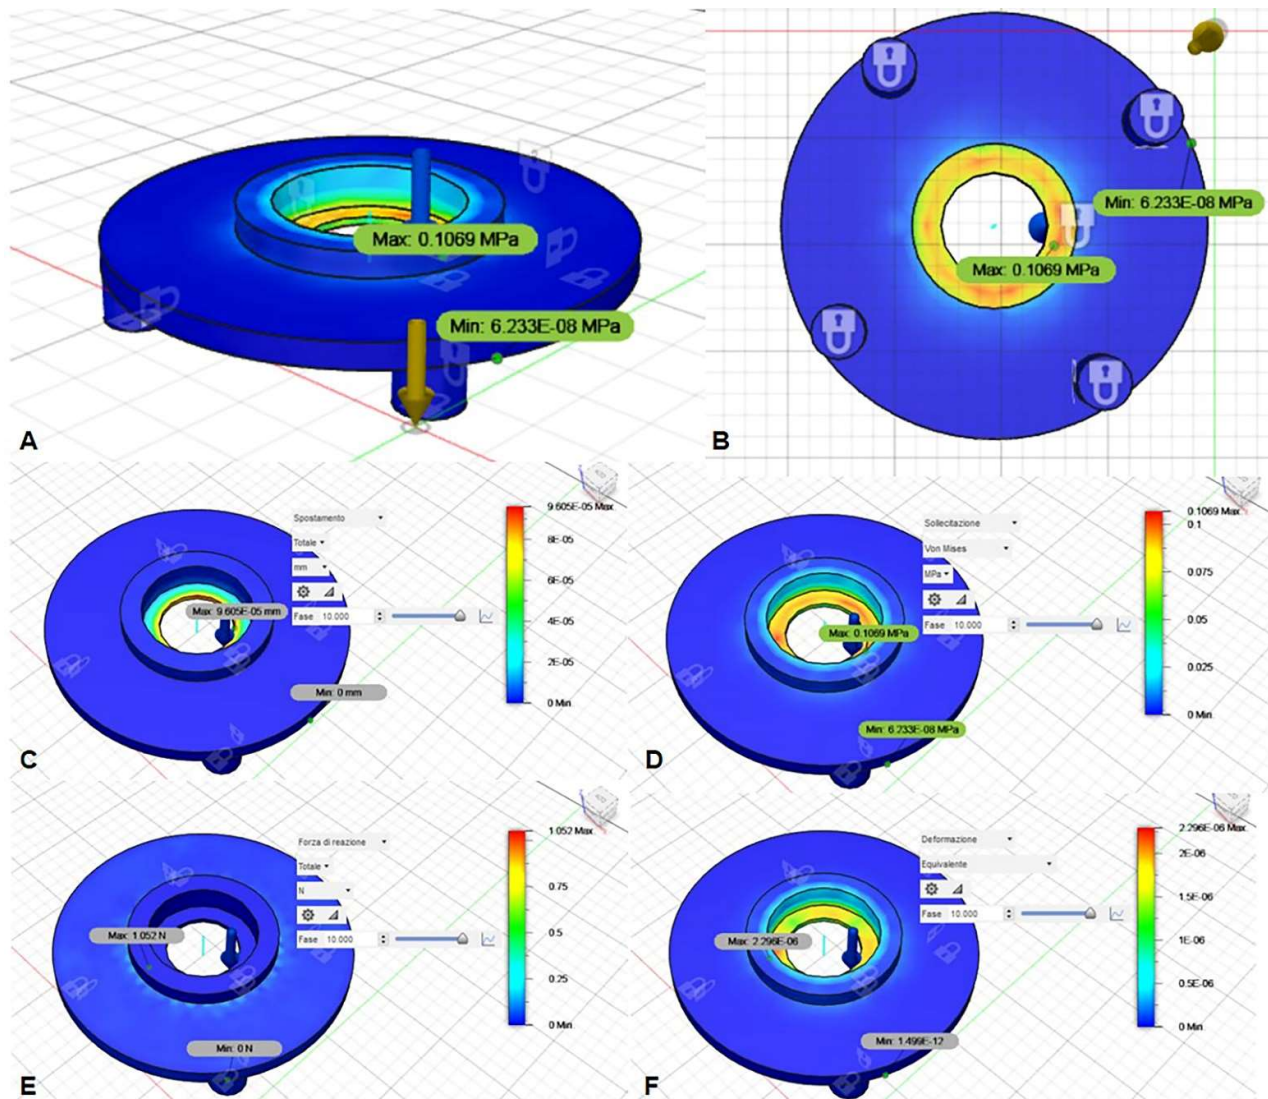 Max: 0.1069 MPa
Min: 6.233E-08 MPa
A
Min: 6.233E-08 MPa
Max: 0.1069 MPa
B
Spostamento
Totale
mm
Fase 10.000
Max: 9.605E-05 mm
Min: 0 mm
9.605E-05 Max.
8E-05
6E-05
4E-05
2E-05
0 Min.
C
Sollecitazione
Von Mises
MPa
Fase 10.000
Max: 0.1069 MPa
Min: 6.233E-08 MPa
0.1069 Max.
0.1
0.075
0.05
0.025
0 Min.
D
Forza di reazione
Totale
N
Fase 10.000
Max: 1.052 N
Min: 0 N
1.052 Max.
0.75
0.5
0.25
0 Min.
E
Deformazione
Equivalente
Fase 10.000
Max: 2.296E-06
Min: 1.499E-12
2.296E-06 Max.
2E-06
1.5E-06
1E-06
0.5E-06
0 Min.
F